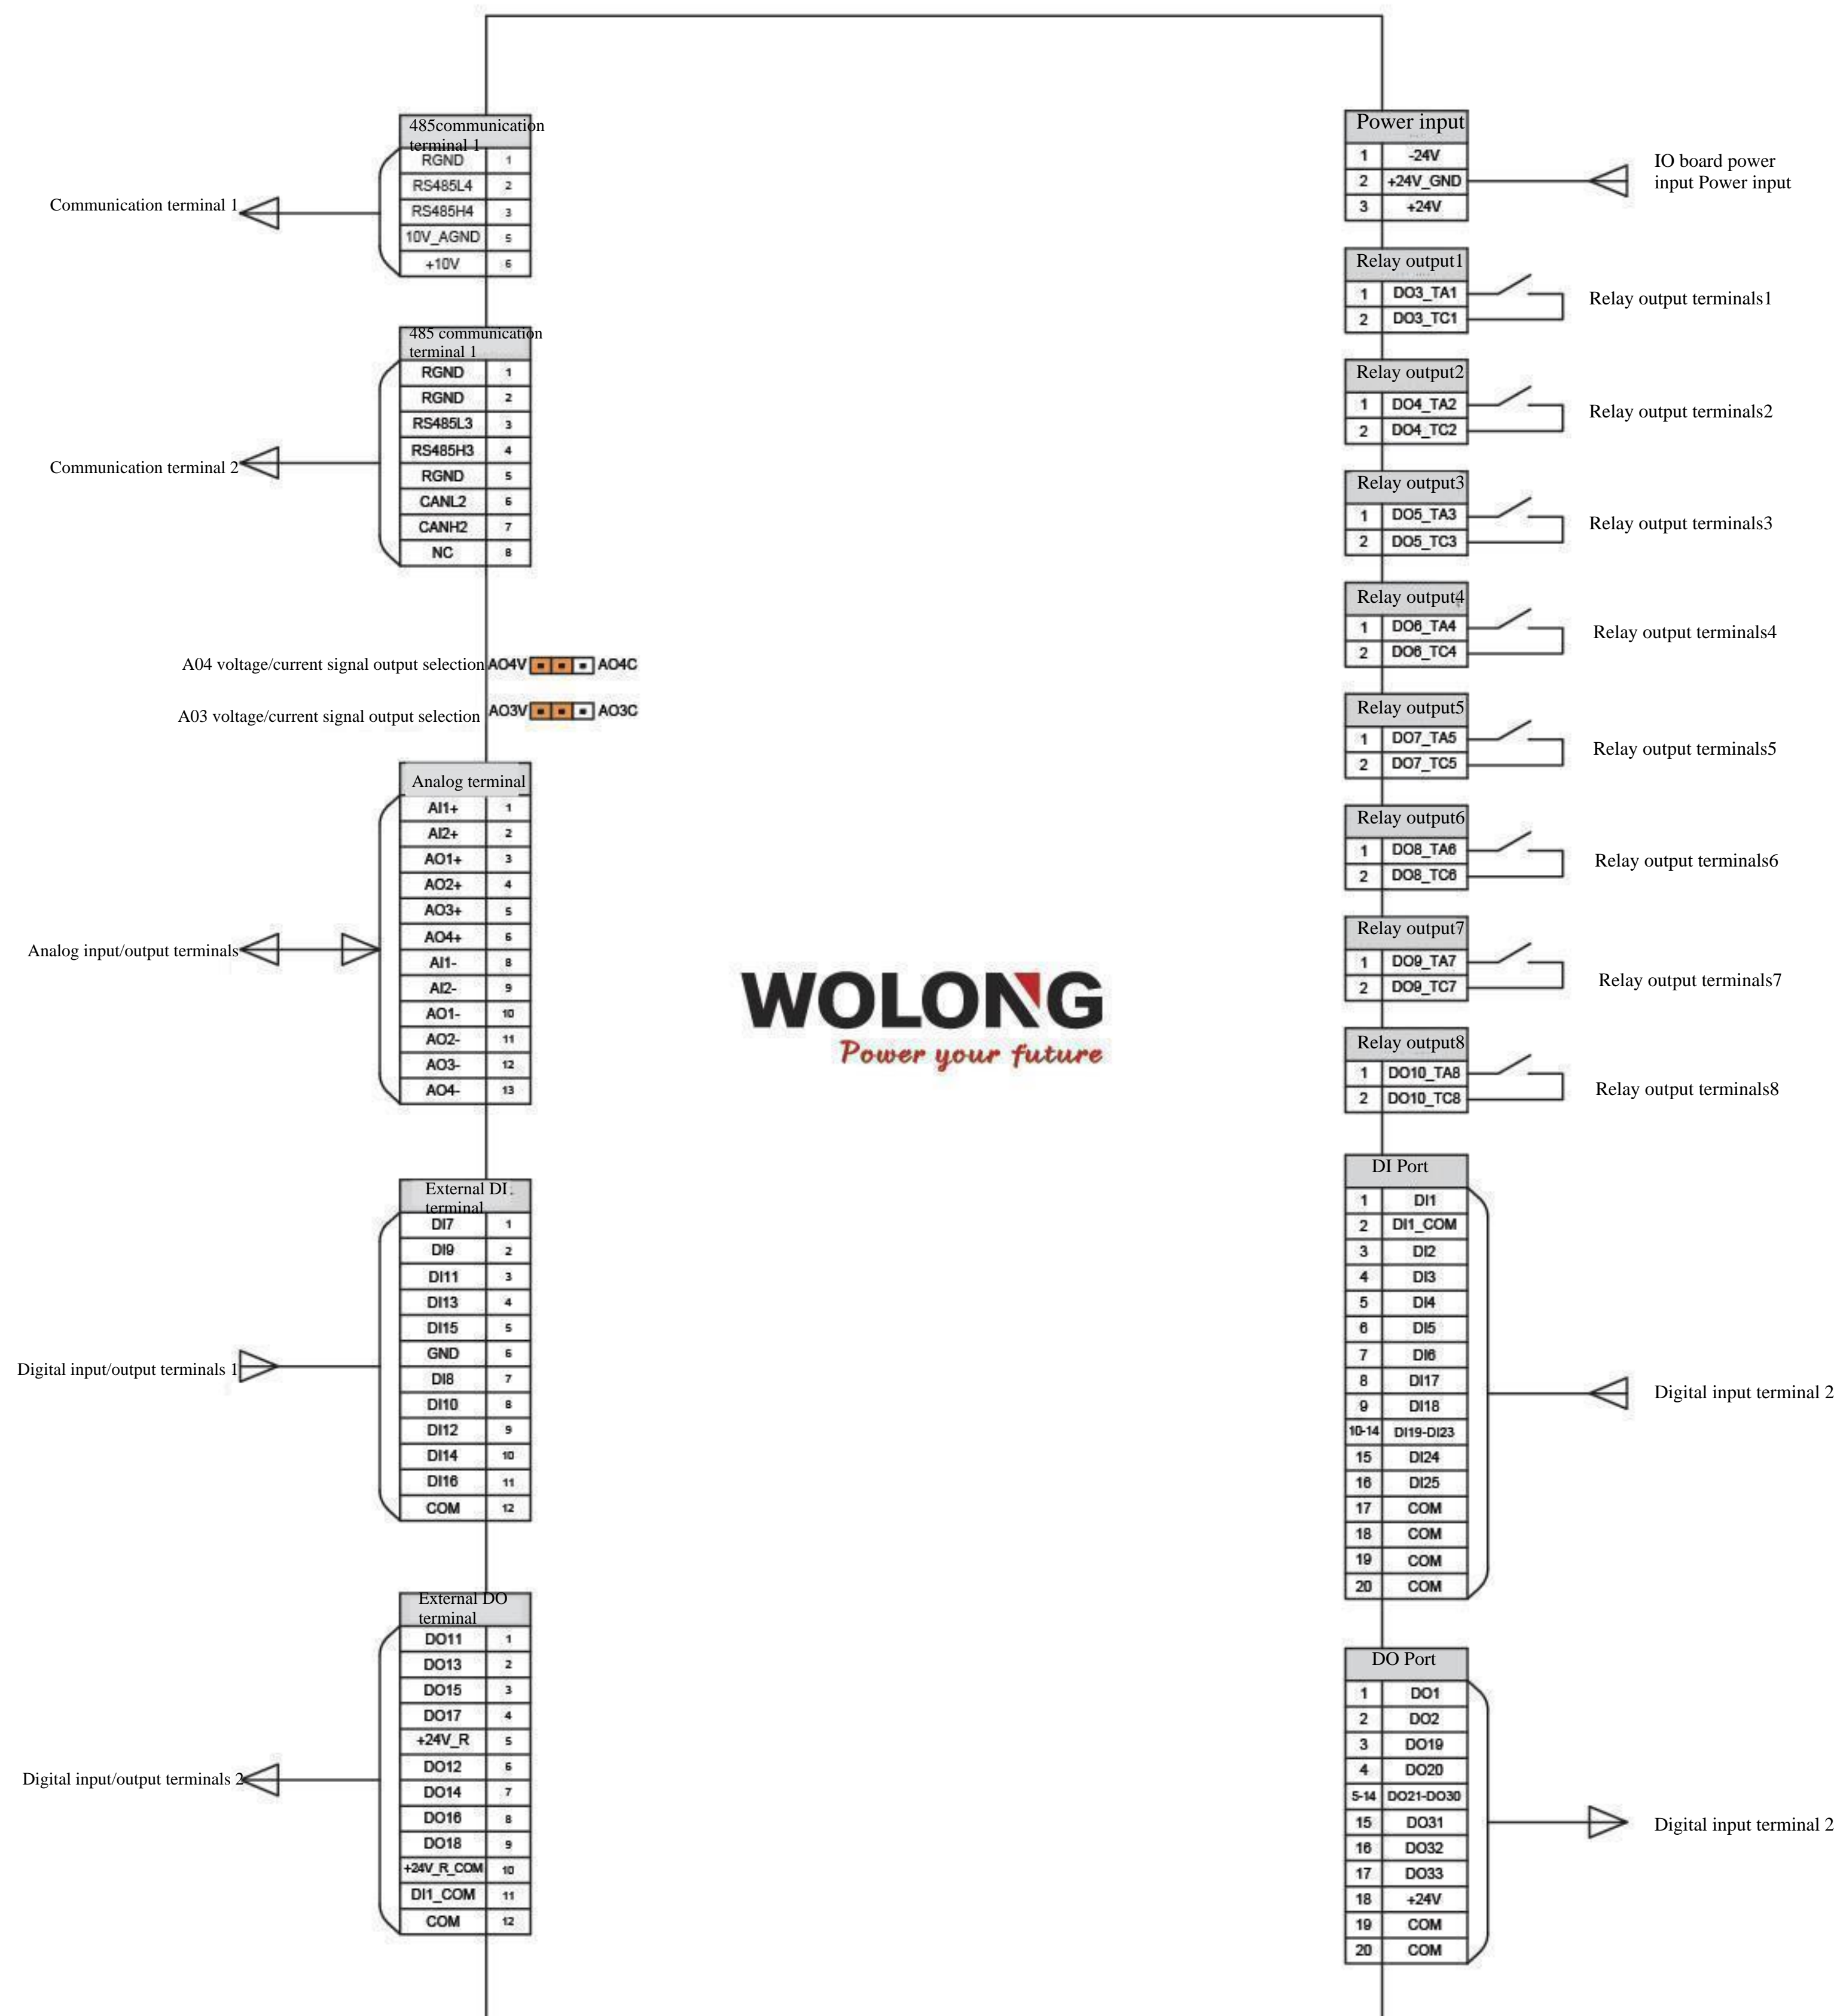 485communication
terminal 1
RGND 1
RS485L4 2
RS485H4 3
10V_AGND 5
+10V 6
Communication terminal 1
485 communication
terminal 1
RGND 1
RGND 2
RS485L3 3
RS485H3 4
RGND 5
CANL2 6
CANH2 7
NC 8
Communication terminal 2
A04 voltage/current signal output selection AO4V AO4C
A03 voltage/current signal output selection AO3V AO3C
Analog terminal
AI1+ 1
AI2+ 2
AO1+ 3
AO2+ 4
AO3+ 5
AO4+ 6
AI1- 8
AI2- 9
AO1- 10
AO2- 11
AO3- 12
AO4- 13
Analog input/output terminals
External DI
terminal
DI7 1
DI9 2
DI11 3
DI13 4
DI15 5
GND 6
DI8 7
DI10 8
DI12 9
DI14 10
DI16 11
COM 12
Digital input/output terminals 1
External DO
terminal
DO11 1
DO13 2
DO15 3
DO17 4
+24V_R 5
DO12 6
DO14 7
DO16 8
DO18 9
+24V_R_COM 10
DI1_COM 11
COM 12
Digital input/output terminals 2
WOLONG
Power your future
Power input
1 -24V
2 +24V_GND
3 +24V
IO board power
input Power input
Relay output1
1 DO3_TA1
2 DO3_TC1
Relay output terminals1
Relay output2
1 DO4_TA2
2 DO4_TC2
Relay output terminals2
Relay output3
1 DO5_TA3
2 DO5_TC3
Relay output terminals3
Relay output4
1 DO6_TA4
2 DO6_TC4
Relay output terminals4
Relay output5
1 DO7_TA5
2 DO7_TC5
Relay output terminals5
Relay output6
1 DO8_TA6
2 DO8_TC6
Relay output terminals6
Relay output7
1 DO9_TA7
2 DO9_TC7
Relay output terminals7
Relay output8
1 DO10_TA8
2 DO10_TC8
Relay output terminals8
DI Port
1 DI1
2 DI1_COM
3 DI2
4 DI3
5 DI4
6 DI5
7 DI6
8 DI17
9 DI18
10-14 DI19-DI23
15 DI24
16 DI25
17 COM
18 COM
19 COM
20 COM
Digital input terminal 2
DO Port
1 DO1
2 DO2
3 DO19
4 DO20
5-14 DO21-DO30
15 DO31
16 DO32
17 DO33
18 +24V
19 COM
20 COM
Digital input terminal 2